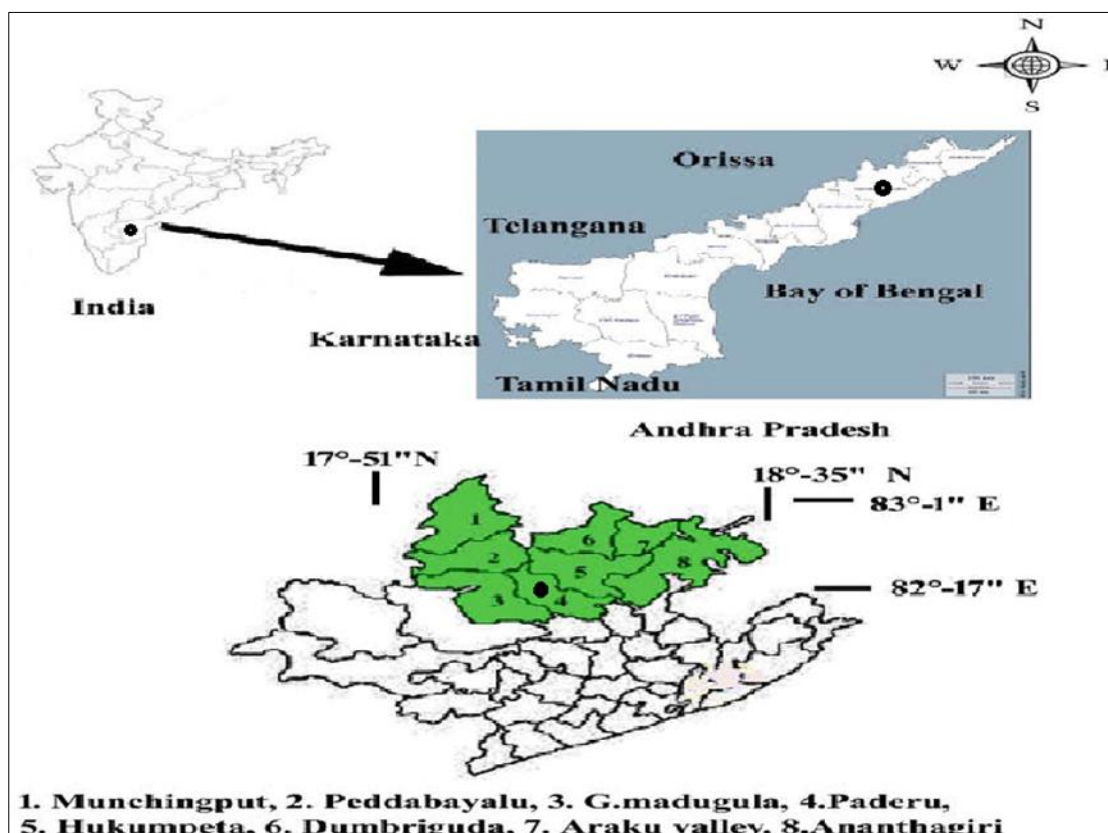 N
W
S
Orissa
Telangana
Bay of Bengal
India
Karnataka
Tamil Nadu
Andhra Pradesh
17°-51"N
18°-35" N
83°-1" E
1
6
7
2
5
8
82°-17" E
3
4
1. Munchingput, 2. Peddabayalu, 3. G.madugula, 4.Paderu,
5. Hukumpeta, 6. Dumbriguda, 7. Araku valley, 8.Ananthagiri